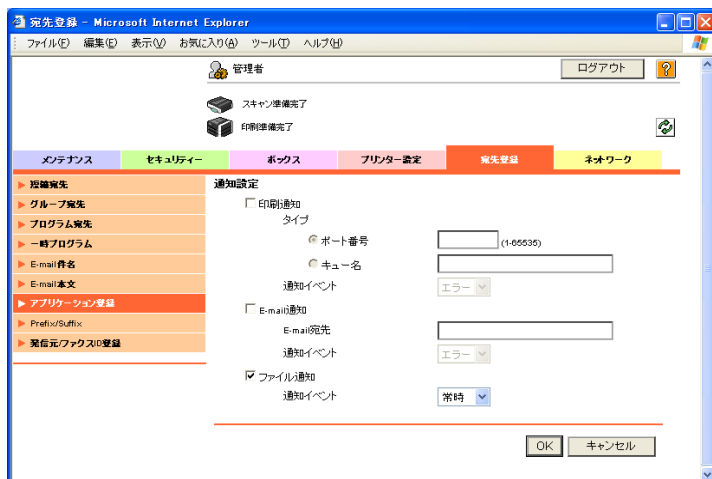 宛先登録 - Microsoft Internet Explorer
ファイル(F) 編集(E) 表示(V) お気に入り(A) ツール(T) ヘルプ(H)
管理者 ログアウト ?
スキャン準備完了
印刷準備完了
メンテナンス セキュリティー ボックス プリンター設定 宛先登録 ネットワーク
短縮宛先
グループ宛先
プログラム宛先
一時プログラム
E-mail件名
E-mail本文
アプリケーション登録
Prefix/Suffix
発信元/ファクスID登録
通知設定
印刷通知
タイプ
ポート番号 (1-65535)
キュー名
通知イベント エラー
E-mail通知
E-mail宛先
通知イベント エラー
ファイル通知
通知イベント 常時
OK キャンセル